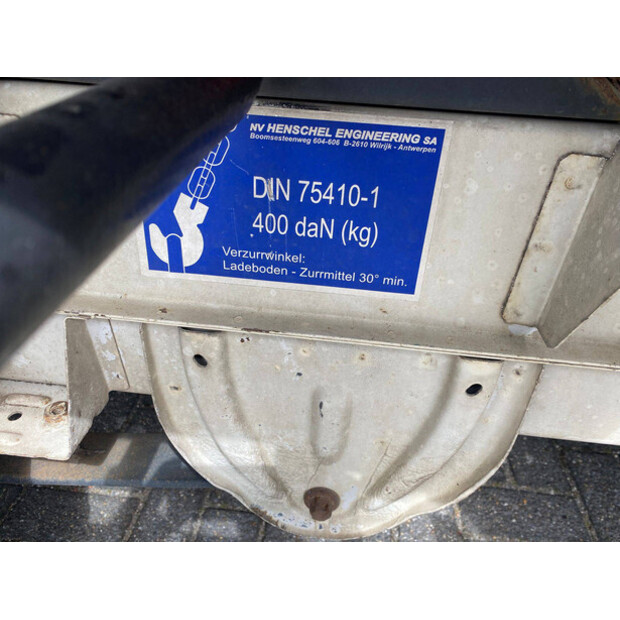 NV HENSCHEL ENGINEERING SA
Boomsesteenweg 604-606 B-2610 Wilrijk - Antwerpen
DIN 75410-1
400 daN (kg)
Verzurrwinkel:
Ladeboden - Zurrmittel 30° min.